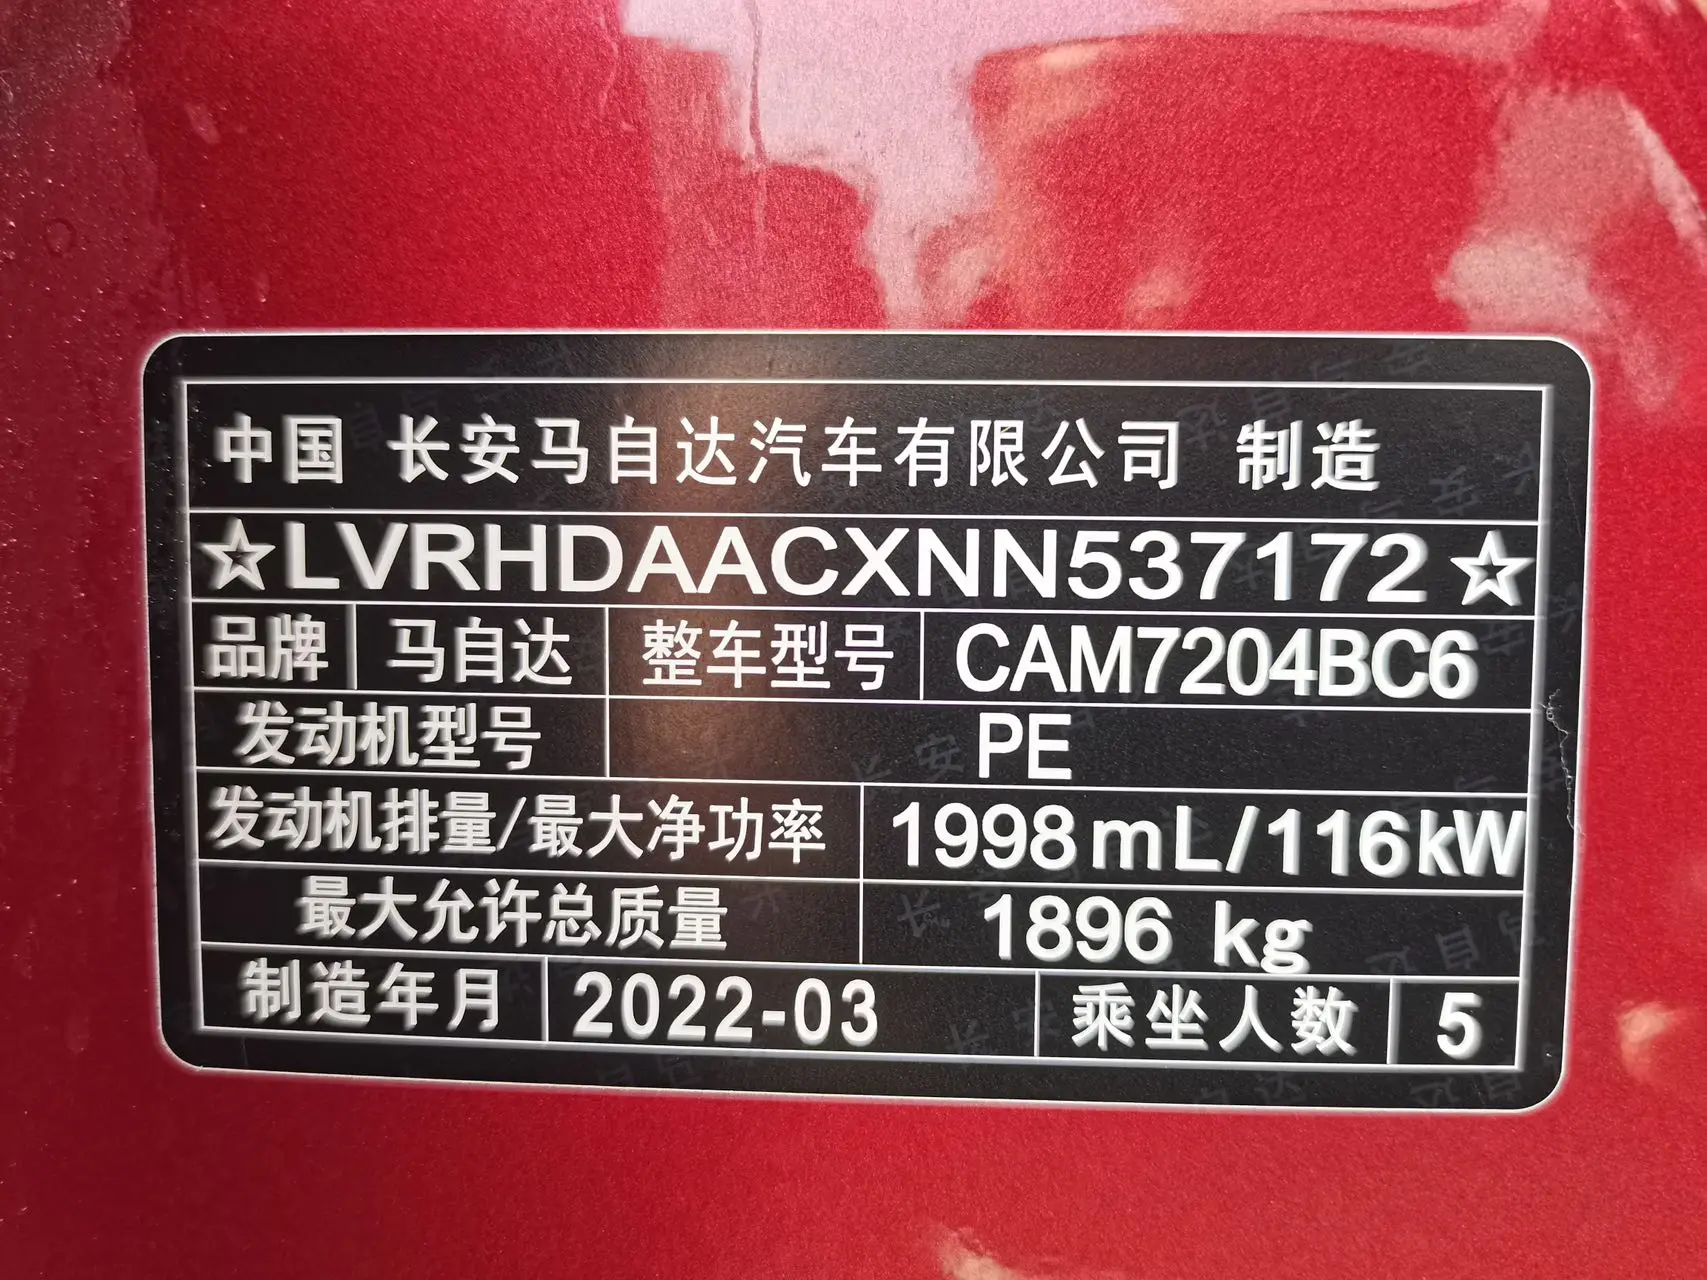 中国 长安马自达汽车有限公司 制造
☆LVRHDAACXNN537172☆
品牌 马自达 整车型号 CAM7204BC6
发动机型号 PE
发动机排量/最大净功率 1998mL/116kW
最大允许总质量 1896 kg
制造年月 2022-03 乘坐人数 5